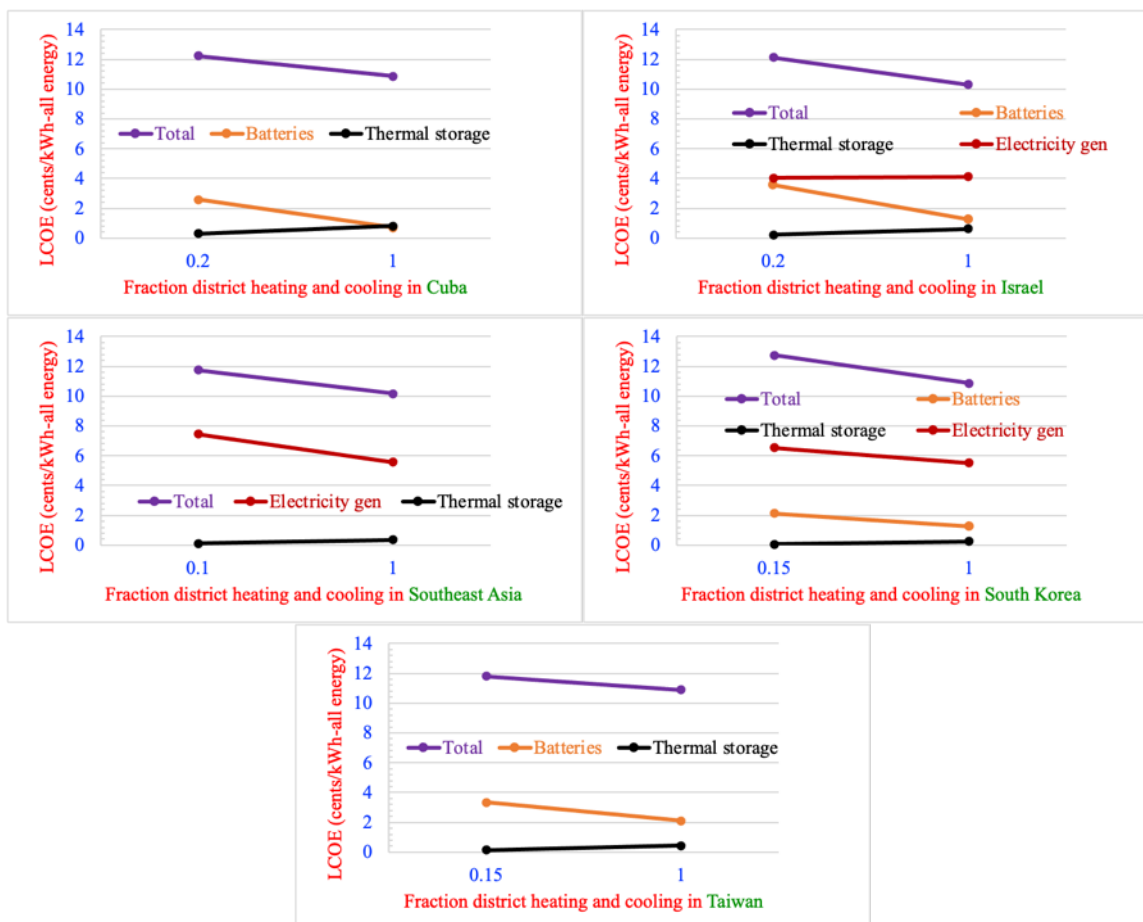 LCOE (cents/kWh-all energy)
14
12
10
8
6
4
2
0
Total Batteries Thermal storage
0.2 1
Fraction district heating and cooling in Cuba
LCOE (cents/kWh-all energy)
14
12
10
8
6
4
2
0
Total Batteries
Thermal storage Electricity gen
0.2 1
Fraction district heating and cooling in Israel
LCOE (cents/kWh-all energy)
14
12
10
8
6
4
2
0
Total Electricity gen Thermal storage
0.1 1
Fraction district heating and cooling in Southeast Asia
LCOE (cents/kWh-all energy)
14
12
10
8
6
4
2
0
Total Batteries
Thermal storage Electricity gen
0.15 1
Fraction district heating and cooling in South Korea
LCOE (cents/kWh-all energy)
14
12
10
8
6
4
2
0
Total Batteries Thermal storage
0.15 1
Fraction district heating and cooling in Taiwan